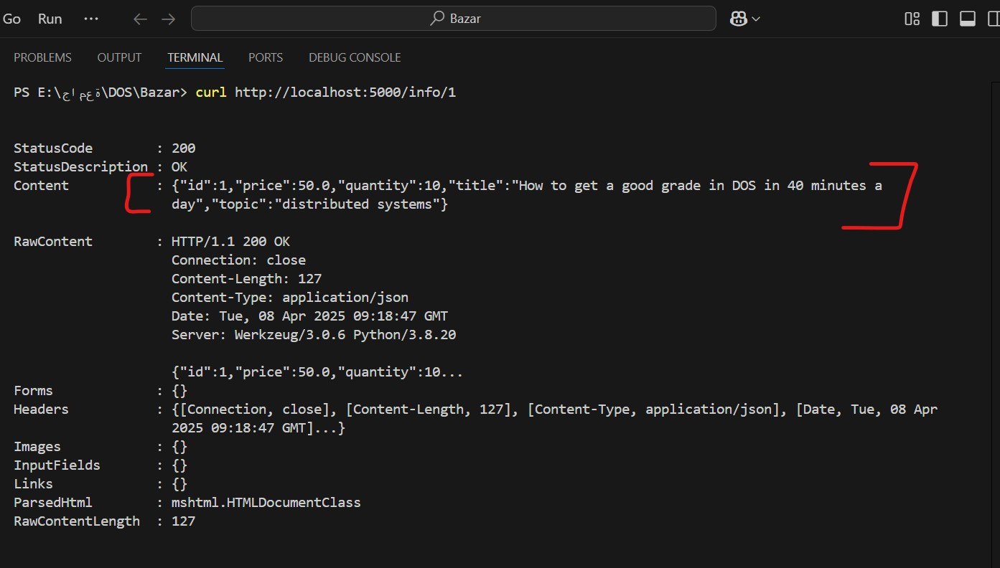 Go Run ··· Bazar
PROBLEMS OUTPUT TERMINAL PORTS DEBUG CONSOLE
PS E:\جامعة\DOS\Bazar> curl http://localhost:5000/info/1
StatusCode : 200
StatusDescription : OK
Content : {"id":1,"price":50.0,"quantity":10,"title":"How to get a good grade in DOS in 40 minutes a
day","topic":"distributed systems"}
RawContent : HTTP/1.1 200 OK
Connection: close
Content-Length: 127
Content-Type: application/json
Date: Tue, 08 Apr 2025 09:18:47 GMT
Server: Werkzeug/3.0.6 Python/3.8.20
{"id":1,"price":50.0,"quantity":10...
Forms : {}
Headers : {[Connection, close], [Content-Length, 127], [Content-Type, application/json], [Date, Tue, 08 Apr
2025 09:18:47 GMT]...}
Images : {}
InputFields : {}
Links : {}
ParsedHtml : mshtml.HTMLDocumentClass
RawContentLength : 127